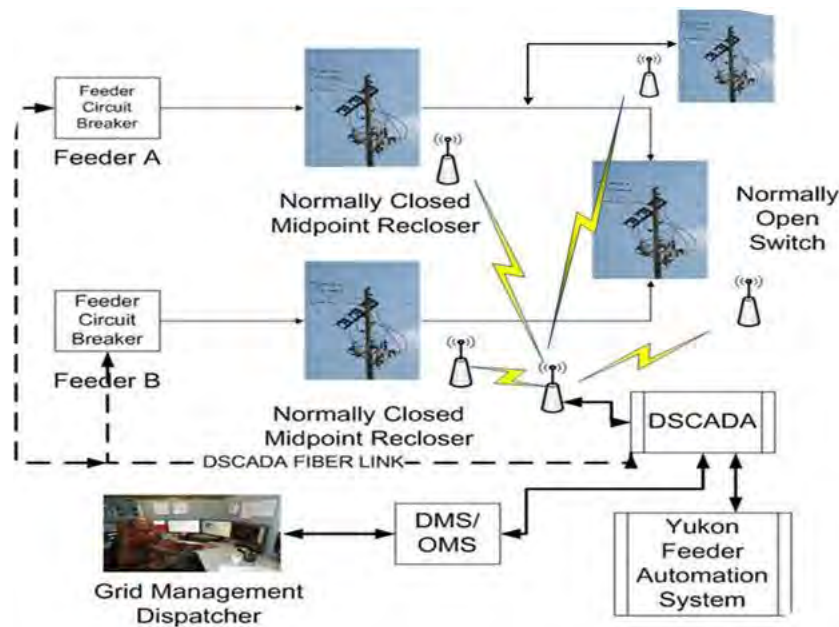 Feeder
Circuit
Breaker
Feeder A
Normally Closed
Midpoint Recloser
Normally
Open
Switch
Feeder
Circuit
Breaker
Feeder B
Normally Closed
Midpoint Recloser
DSCADA
DSCADA FIBER LINK
DMS/
OMS
Yukon
Feeder
Automation
System
Grid Management
Dispatcher